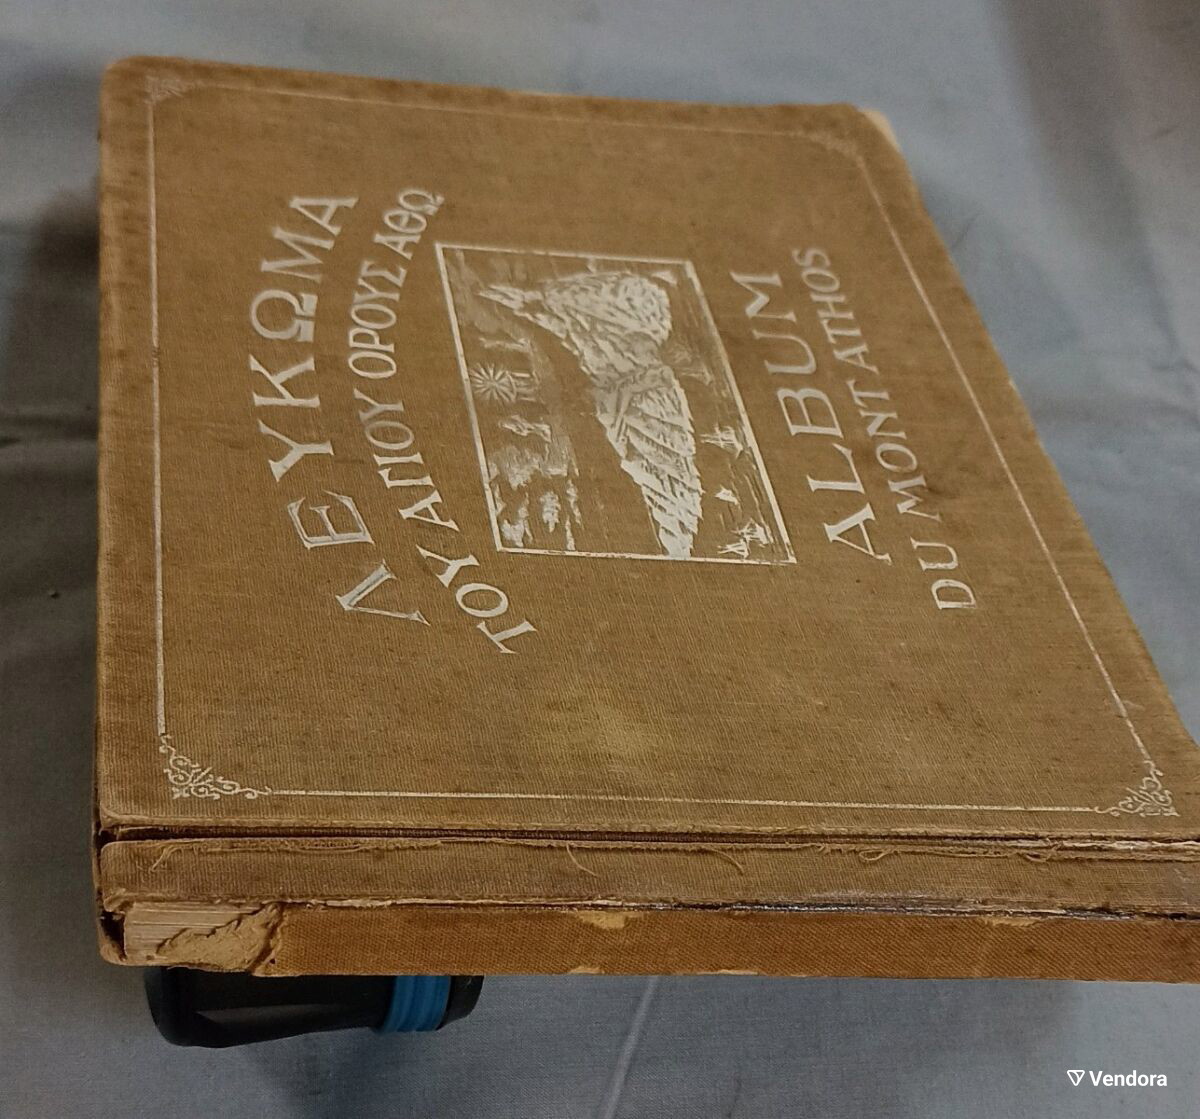 ΛΕΥΚΩΜΑ
ΤΟΥ ΑΓΙΟΥ ΟΡΟΥΣ ΑΘΩ
ALBUM
DU MONT ATHOS
Vendora